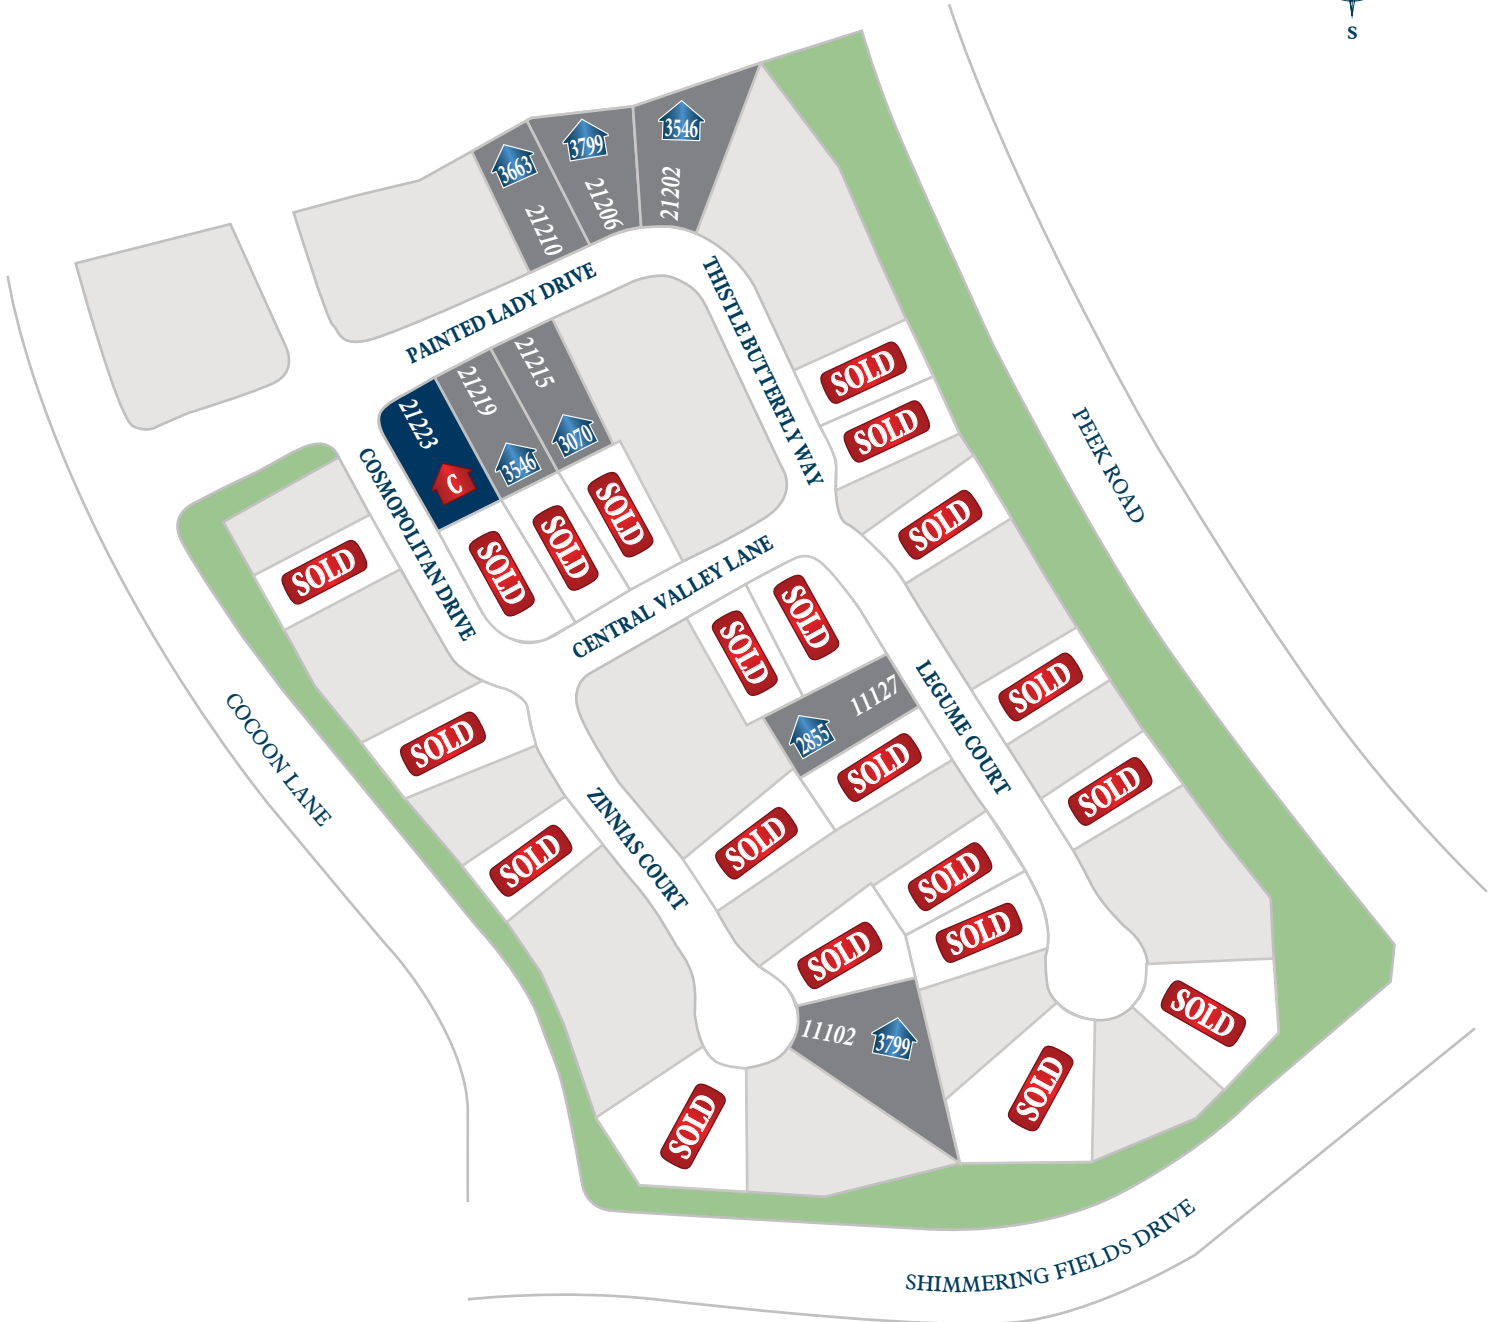 S
3663
3799
3546
21210
21206
21202
PAINTED LADY DRIVE
THISTLE BUTTERFLY WAY
21223
21219
21215
C
3546
3070
SOLD
SOLD
PEEK ROAD
COSMOPOLITAN DRIVE
SOLD
SOLD
SOLD
SOLD
SOLD
CENTRAL VALLEY LANE
SOLD
SOLD
11127
2855
LEGUME COURT
SOLD
SOLD
COCOON LANE
SOLD
SOLD
SOLD
SOLD
SOLD
ZINNIAS COURT
SOLD
SOLD
SOLD
11102
3799
SOLD
SOLD
SOLD
SHIMMERING FIELDS DRIVE